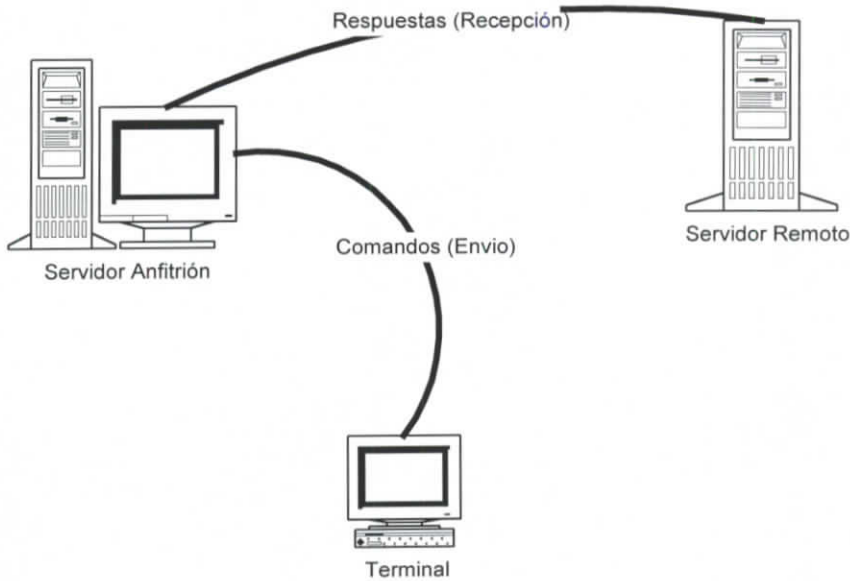 Respuestas (Recepción)
Servidor Remoto
Comandos (Envio)
Servidor Anfitrión
Terminal